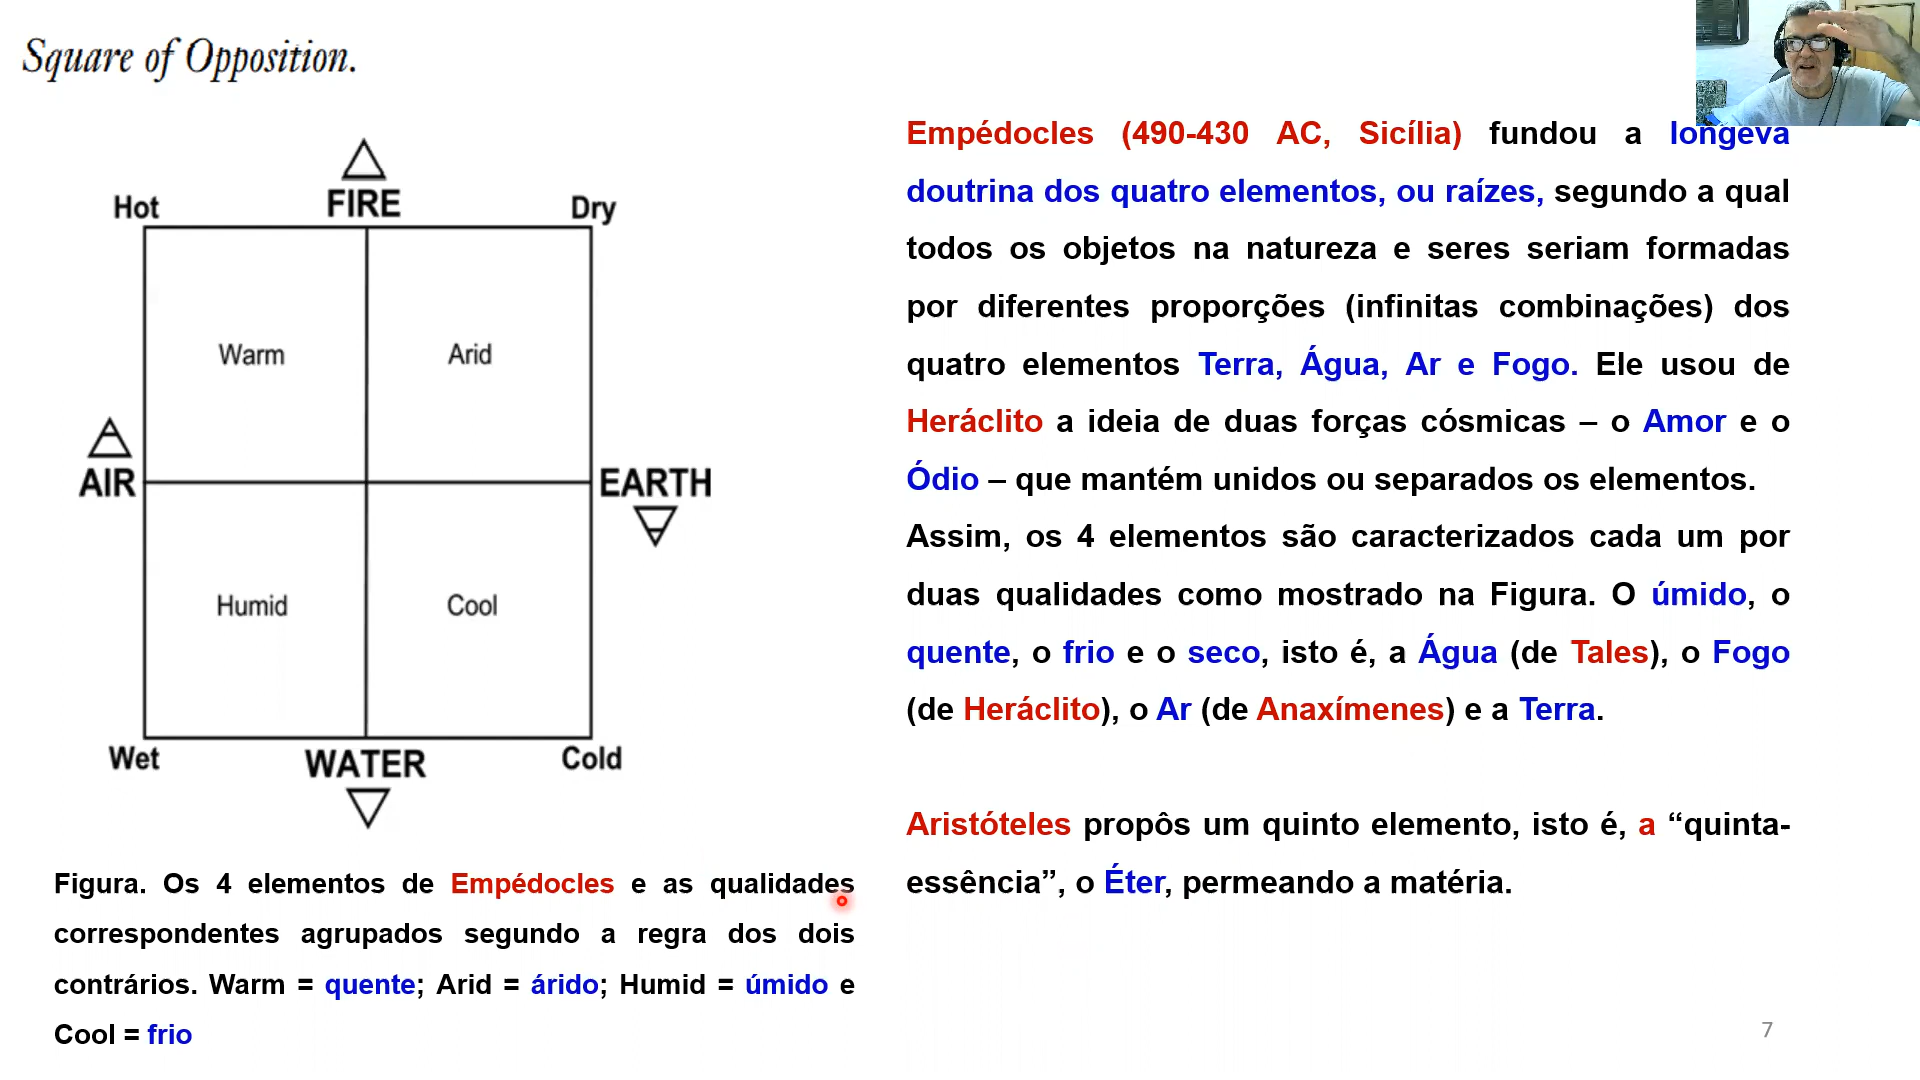 Square of Opposition.
FIRE
Hot
Dry
Warm
Arid
AIR
EARTH
Humid
Cool
Wet
WATER
Cold
Figura. Os 4 elementos de Empédocles e as qualidades
correspondentes agrupados segundo a regra dos dois
contrários. Warm = quente; Arid = árido; Humid = úmido e
Cool = frio
Empédocles (490-430 AC, Sicília) fundou a longeva
doutrina dos quatro elementos, ou raízes, segundo a qual
todos os objetos na natureza e seres seriam formadas
por diferentes proporções (infinitas combinações) dos
quatro elementos Terra, Água, Ar e Fogo. Ele usou de
Heráclito a ideia de duas forças cósmicas – o Amor e o
Ódio – que mantém unidos ou separados os elementos.
Assim, os 4 elementos são caracterizados cada um por
duas qualidades como mostrado na Figura. O úmido, o
quente, o frio e o seco, isto é, a Água (de Tales), o Fogo
(de Heráclito), o Ar (de Anaxímenes) e a Terra.
Aristóteles propôs um quinto elemento, isto é, a “quinta-
essência”, o Éter, permeando a matéria.
7